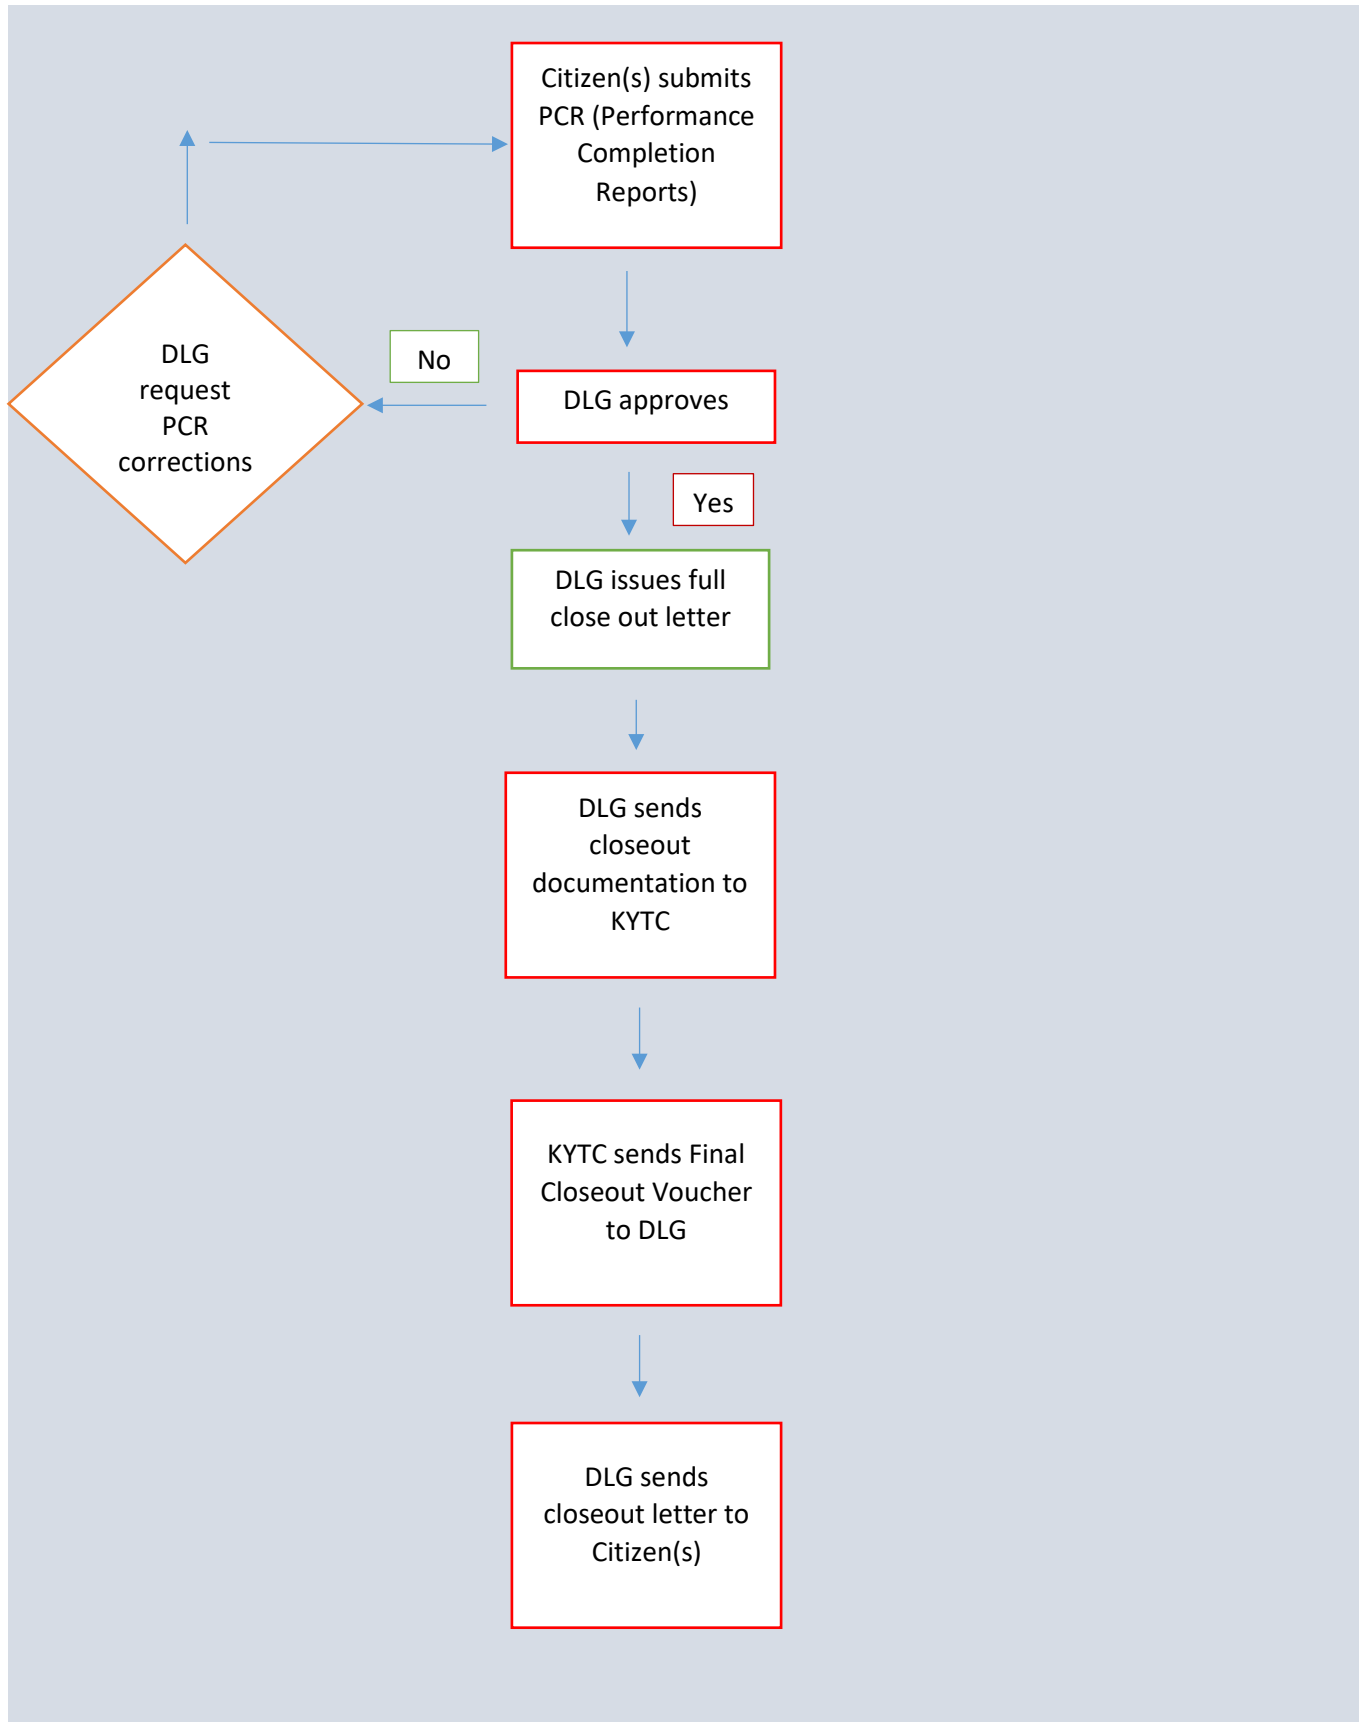 Citizen(s) submits
PCR (Performance
Completion
Reports)
DLG
request
PCR
corrections
No
DLG approves
Yes
DLG issues full
close out letter
DLG sends
closeout
documentation to
KYTC
KYTC sends Final
Closeout Voucher
to DLG
DLG sends
closeout letter to
Citizen(s)